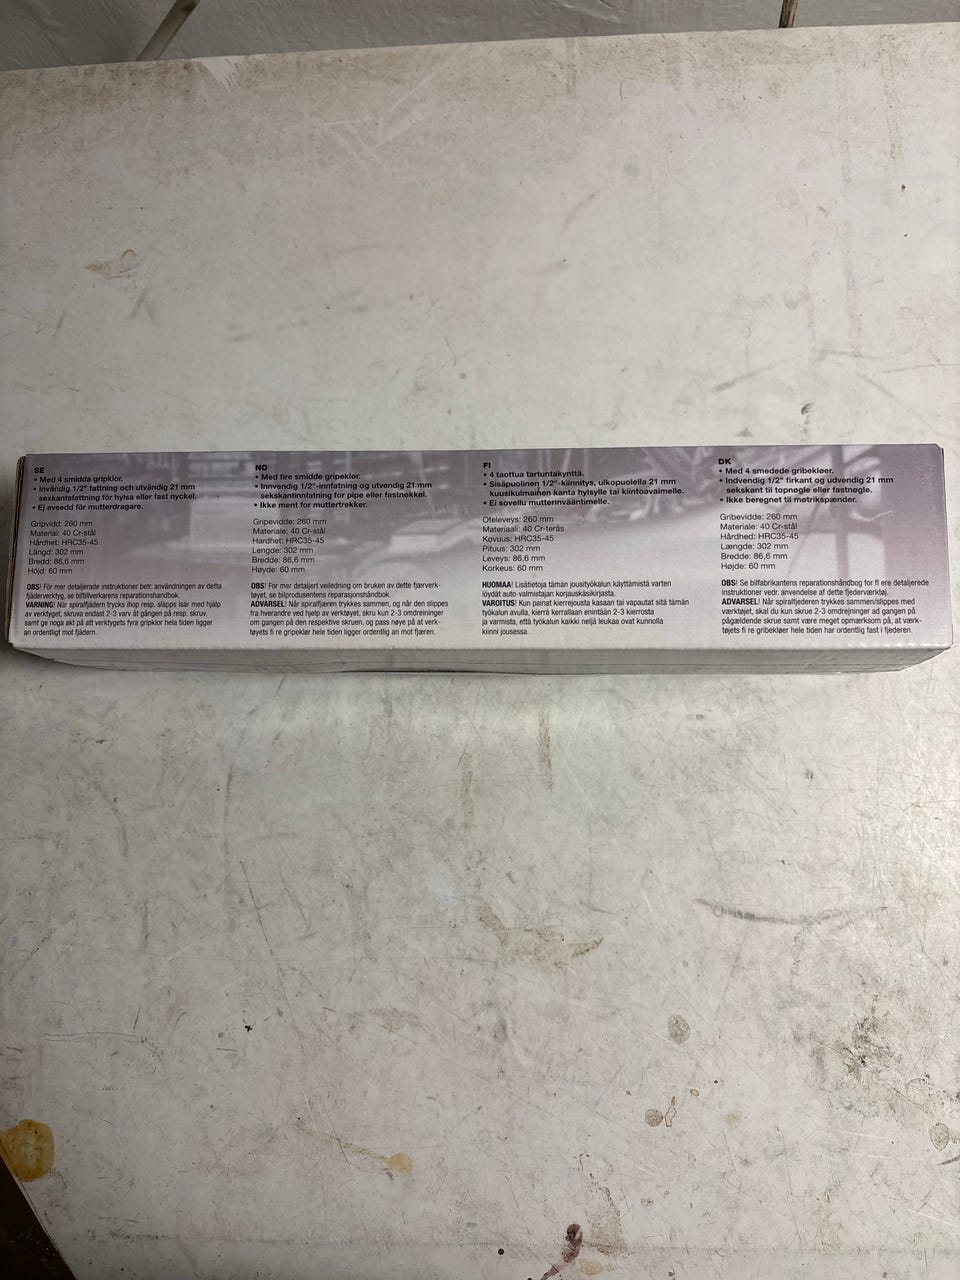 SE
• Med 4 smidda gripklor.
• Invändig 1/2" fattning och utvändig 21 mm
sexkantsfattning för hylsa eller fast nyckel.
• Ej avsedd för mutterdragare.
Gripvidd: 260 mm
Material: 40 Cr-stål
Hårdhet: HRC35-45
Längd: 302 mm
Bredd: 86,6 mm
Höjd: 60 mm
OBS! För mer detaljerade instruktioner betr. användningen av detta
fjäderverktyg, se biltillverkarens reparationshandbok.
VARNING! När spiralfjädern trycks ihop resp. släpps isär med hjälp
av verktyget, skruva endast 2-3 varv åt gången på resp. skruv,
samt ge noga akt på att verktygets fyra gripklor hela tiden ligger
an ordentligt mot fjädern.
NO
• Med fire smidde gripeklor.
• Innvendig 1/2"-innfatning og utvendig 21 mm
sekskantinnfatning for pipe eller fastnøkkel.
• Ikke ment for muttertrekker.
Gripevidde: 260 mm
Materiale: 40 Cr-stål
Hardhet: HRC35-45
Lengde: 302 mm
Bredde: 86,6 mm
Høyde: 60 mm
OBS! For mer detaljert veiledning om bruken av dette fjærverk-
tøyet, se bilprodusentens reparasjonshåndbok.
ADVARSEL! Når spiralfjæren trykkes sammen, og når den slippes
fra hverandre ved hjelp av verktøyet, skru kun 2-3 omdreininger
om gangen på den respektive skruen, og pass nøye på at verk-
tøyets fire gripeklør hele tiden ligger ordentlig an mot fjæren.
FI
• 4 taottua tartuntakynttä.
• Sisäpuolinen 1/2"-kiinnitys, ulkopuolella 21 mm
kuusikulmainen kanta hylsylle tai kiintoavaimelle.
• Ei sovellu mutterinvääntimelle.
Oteleveys: 260 mm
Materiaali: 40 Cr-teräs
Kovuus: HRC35-45
Pituus: 302 mm
Leveys: 86,6 mm
Korkeus: 60 mm
HUOMAA! Lisätietoja tämän jousityökalun käyttämistä varten
löydät auto-valmistajan korjauskäsikirjasta.
VAROITUS! Kun painat kierrejousta kasaan tai vapautat sitä tämän
työkalun avulla, kierrä kerrallaan enintään 2-3 kierrosta
ja varmista, että työkalun kaikki neljä leukaa ovat kunnolla
kiinni jousessa.
DK
• Med 4 smedede gribekløer.
• Indvendig 1/2" firkant og udvendig 21 mm
sekskant til topnøgle eller fastnøgle.
• Ikke beregnet til møtrikspænder.
Gribevidde: 260 mm
Materiale: 40 Cr-stål
Hårdhed: HRC35-45
Længde: 302 mm
Bredde: 86,6 mm
Højde: 60 mm
OBS! Se bilfabrikantens reparationshåndbog for fl ere detaljerede
instruktioner vedr. anvendelse af dette fjederværktøj.
ADVARSEL! Når spiralfjederen trykkes sammen/slippes med
værktøjet, skal du kun skrue 2-3 omdrejninger ad gangen på
pågældende skrue samt være meget opmærksom på, at værk-
tøjets fi re gribekløer hele tiden har ordentlig fast i fjederen.